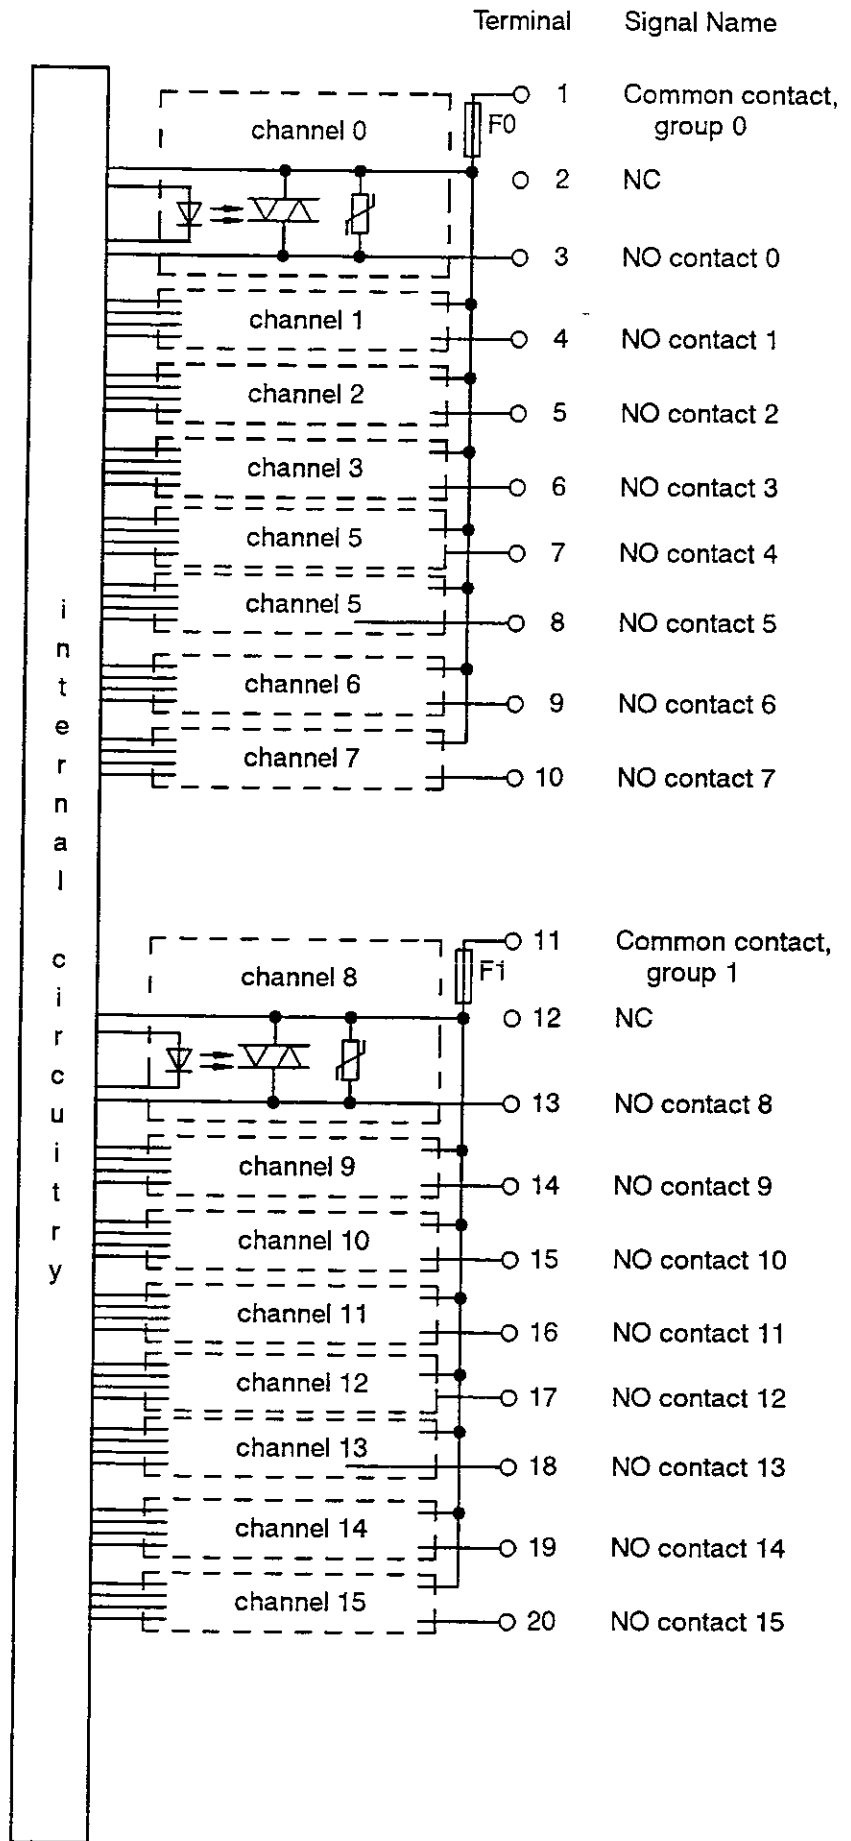 Terminal Signal Name
1 Common contact,
F0 group 0
channel 0
2 NC
3 NO contact 0
channel 1
4 NO contact 1
channel 2
5 NO contact 2
channel 3
6 NO contact 3
channel 5
7 NO contact 4
channel 5
8 NO contact 5
channel 6
9 NO contact 6
channel 7
10 NO contact 7
internal circuitry
11 Common contact,
F1 group 1
channel 8
12 NC
13 NO contact 8
channel 9
14 NO contact 9
channel 10
15 NO contact 10
channel 11
16 NO contact 11
channel 12
17 NO contact 12
channel 13
18 NO contact 13
channel 14
19 NO contact 14
channel 15
20 NO contact 15